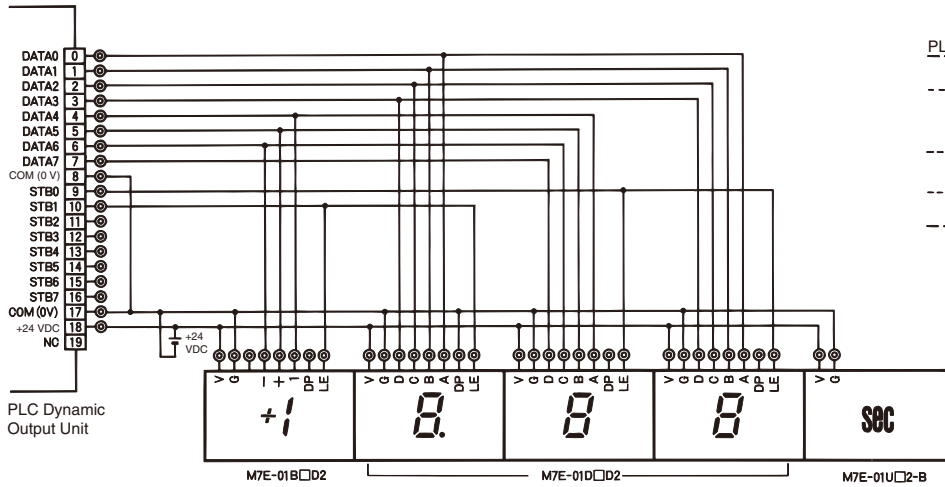 DATA0 0
DATA1 1
DATA2 2
DATA3 3
DATA4 4
DATA5 5
DATA6 6
DATA7 7
COM (0 V) 8
STB0 9
STB1 10
STB2 11
STB3 12
STB4 13
STB5 14
STB6 15
STB7 16
COM (0V) 17
+24 VDC 18
NC 19
PLC Dynamic
Output Unit
+24
VDC
V G − + 1 DP LE
V G D C B A DP LE
V G D C B A DP LE
V G D C B A DP LE
V G
+1
8.
8
8
sec
M7E-01B□D2
M7E-01D□D2
M7E-01U□2-B
PL